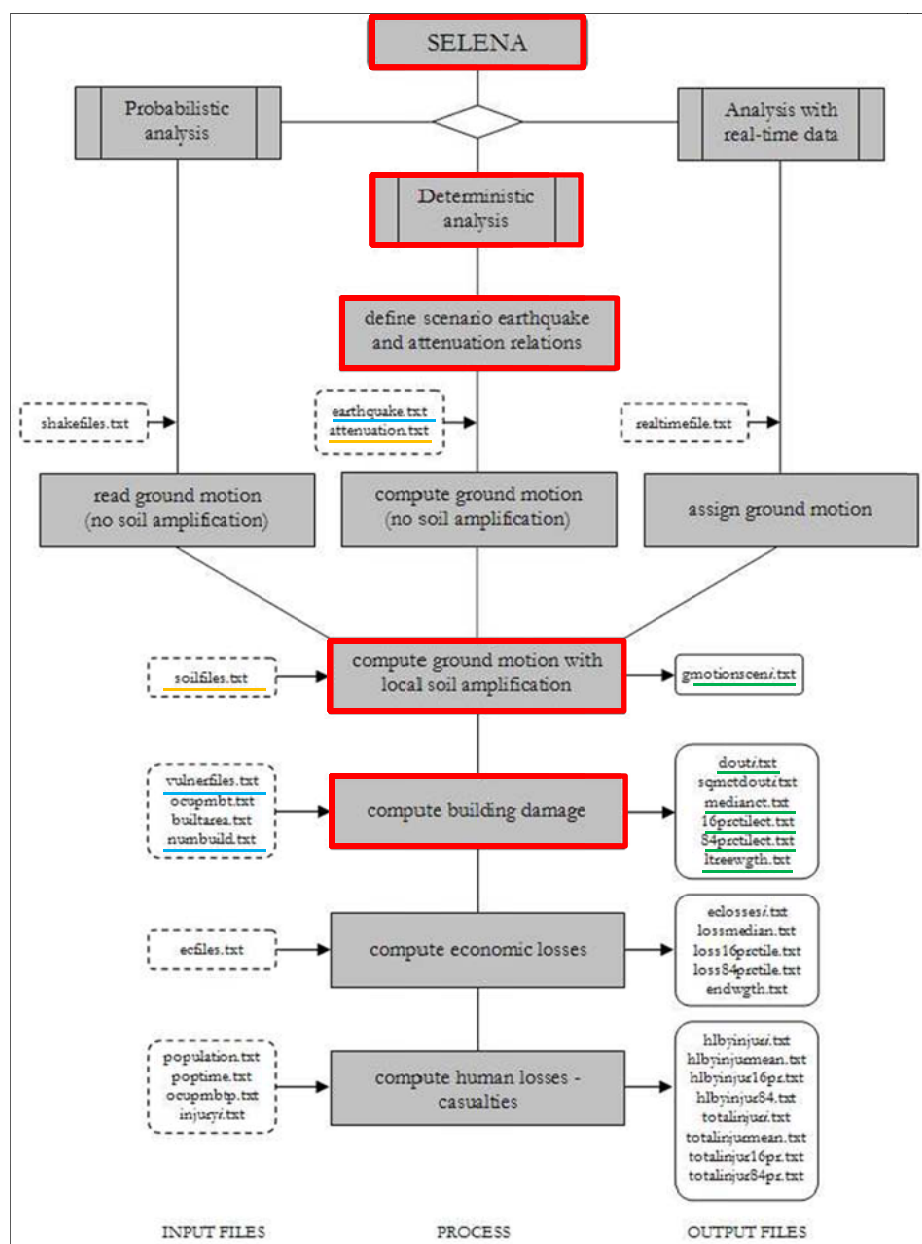 SELENA
Probabilistic
analysis
Analysis with
real-time data
Deterministic
analysis
define scenario earthquake
and attenuation relations
shakefiles.txt
earthquake.txt
attenuation.txt
realtimefile.txt
read ground motion
(no soil amplification)
compute ground motion
(no soil amplification)
assign ground motion
soilfiles.txt
compute ground motion with
local soil amplification
gmotionsceni.txt
vulnerfiles.txt
ocupmbt.txt
builtarea.txt
numbuild.txt
compute building damage
douti.txt
sqmctdouti.txt
medianct.txt
16prctilect.txt
84prctilect.txt
ltreewgth.txt
ecfiles.txt
compute economic losses
eclossesi.txt
lossmedian.txt
loss16prctile.txt
loss84prctile.txt
endwgth.txt
population.txt
poptime.txt
ocupmbtp.txt
injuryi.txt
compute human losses -
casualties
hlbyinjuri.txt
hlbyinjurmean.txt
hlbyinjur16pr.txt
hlbyinjur84.txt
totalinjuri.txt
totalinjurmean.txt
totalinjur16pr.txt
totalinjur84pr.txt
INPUT FILES
PROCESS
OUTPUT FILES